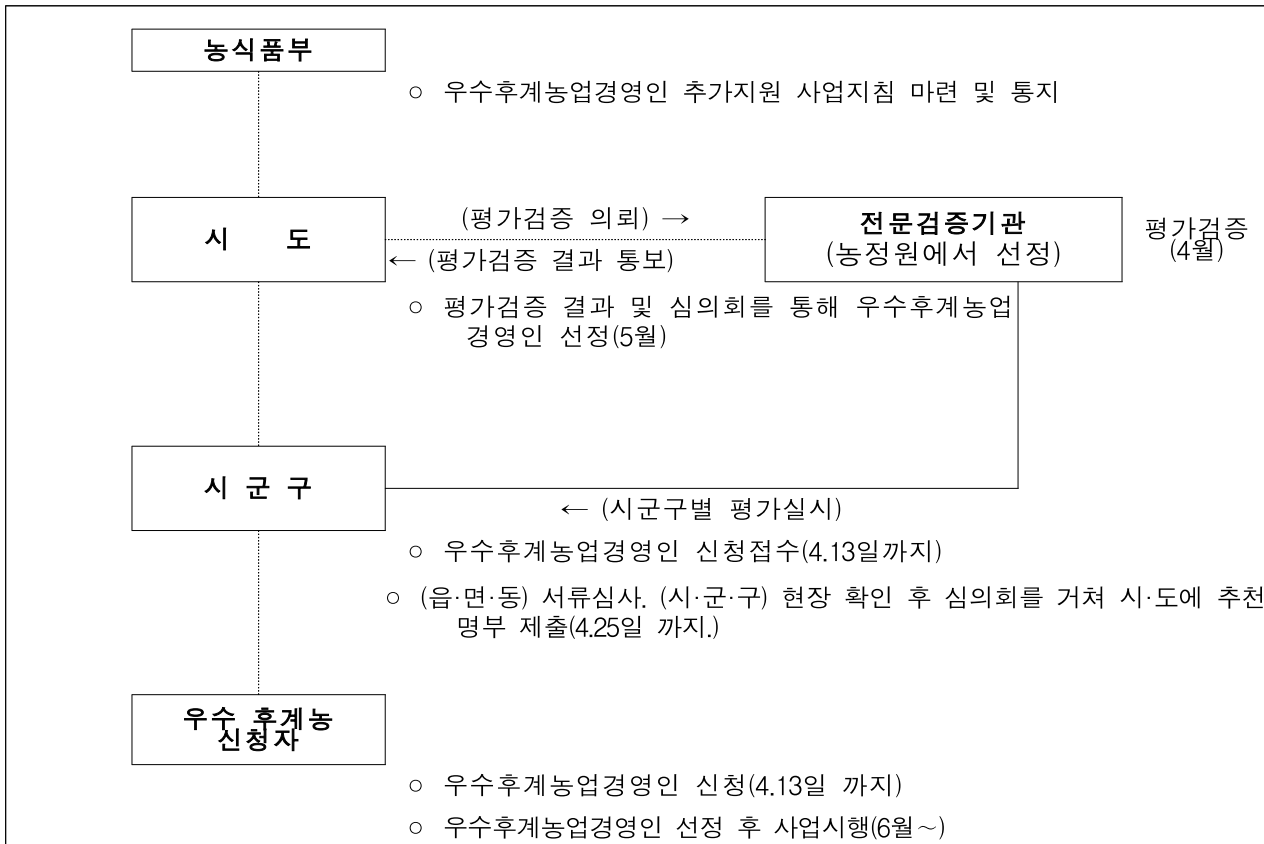 농식품부
○ 우수후계농업경영인 추가지원 사업지침 마련 및 통지
시 도
(평가검증 의뢰) →
← (평가검증 결과 통보)
전문검증기관
(농정원에서 선정)
평가검증
(4월)
○ 평가검증 결과 및 심의회를 통해 우수후계농업
경영인 선정(5월)
시 군 구
← (시군구별 평가실시)
○ 우수후계농업경영인 신청접수(4.13일까지)
○ (읍·면·동) 서류심사. (시·군·구) 현장 확인 후 심의회를 거쳐 시·도에 추천
명부 제출(4.25일 까지.)
우수 후계농
신청자
○ 우수후계농업경영인 신청(4.13일 까지)
○ 우수후계농업경영인 선정 후 사업시행(6월～)